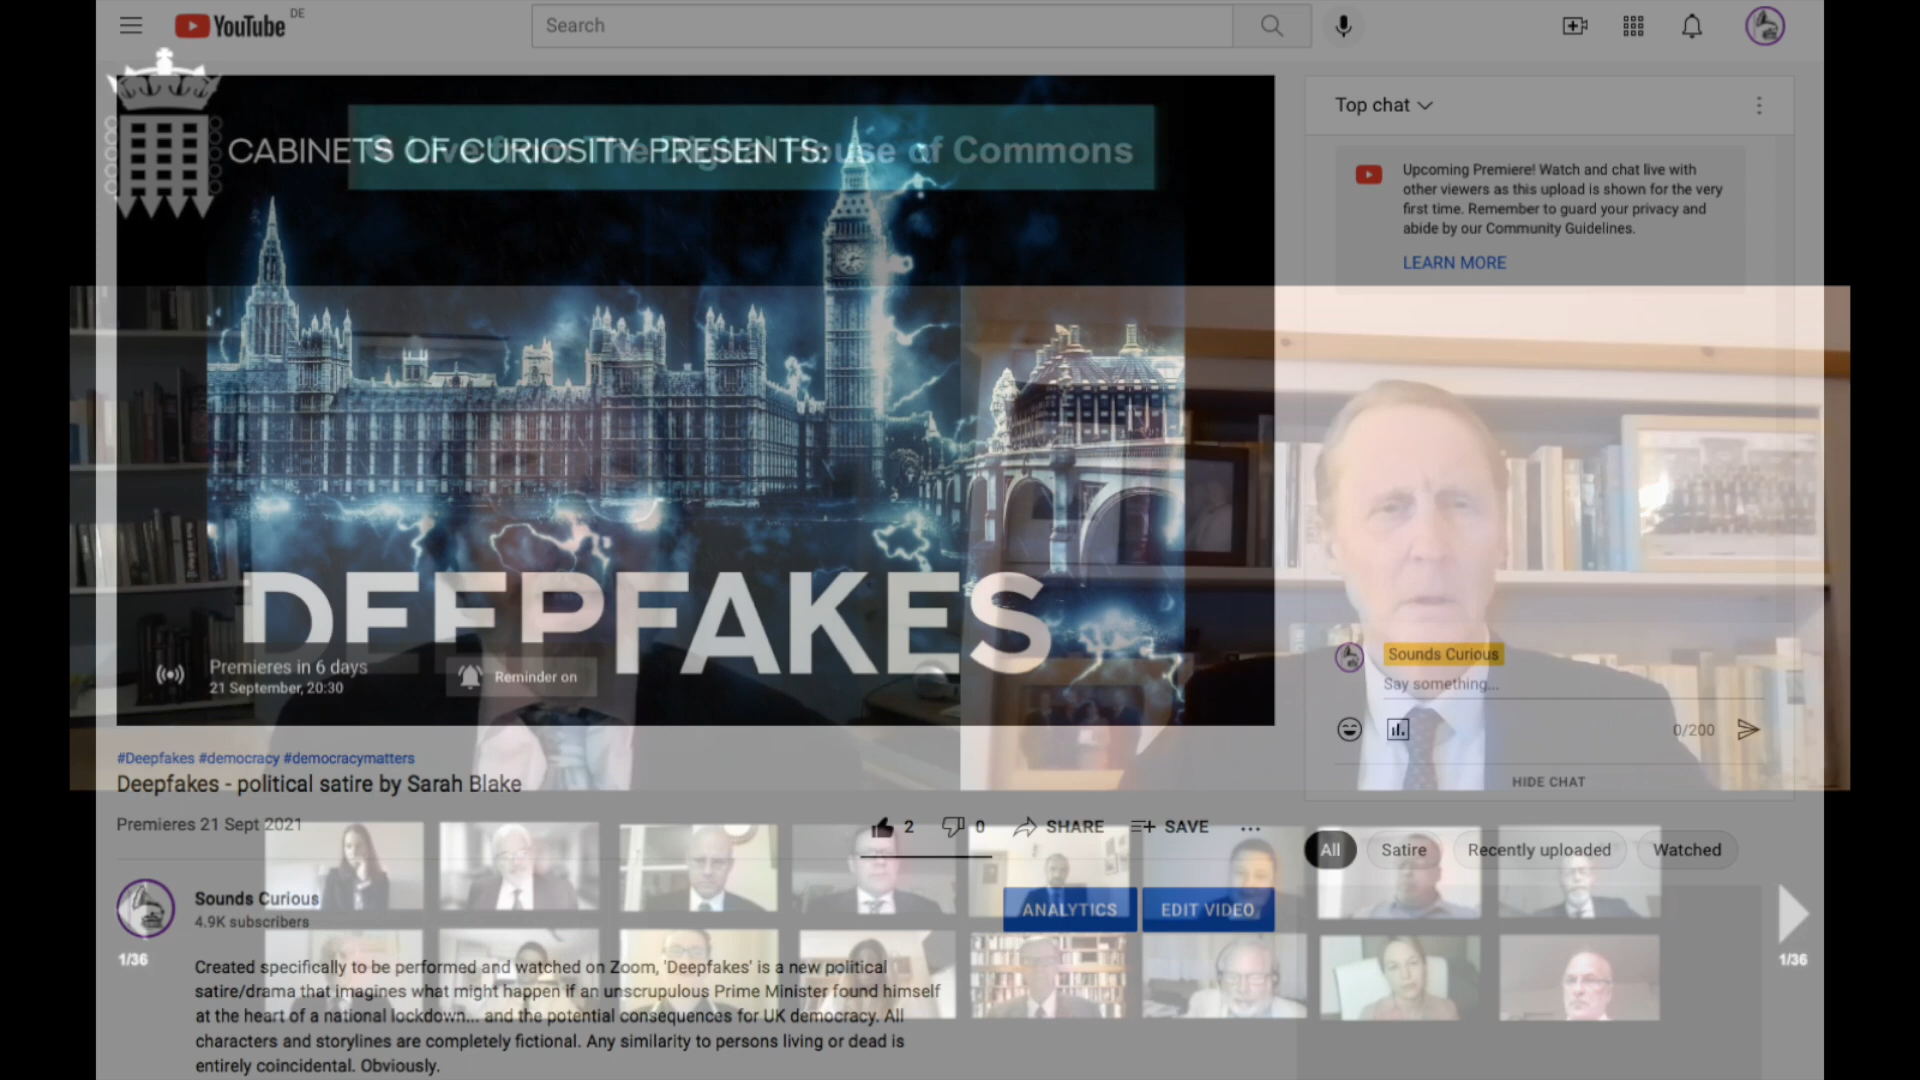 YouTube DE
Search
CABINETS OF CURIOSITY PRESENTS:
Live from The Digital House of Commons
DEEPFAKES
Premieres in 6 days
21 September, 20:30
Reminder on
Top chat
Upcoming Premiere! Watch and chat live with
other viewers as this upload is shown for the very
first time. Remember to guard your privacy and
abide by our Community Guidelines.
LEARN MORE
Sounds Curious
Say something...
0/200
HIDE CHAT
#Deepfakes #democracy #democracymatters
Deepfakes - political satire by Sarah Blake
Premieres 21 Sept 2021
2
0
SHARE
SAVE
All
Satire
Recently uploaded
Watched
Sounds Curious
4.9K subscribers
ANALYTICS
EDIT VIDEO
1/36
1/36
Created specifically to be performed and watched on Zoom, 'Deepfakes' is a new political
satire/drama that imagines what might happen if an unscrupulous Prime Minister found himself
at the heart of a national lockdown... and the potential consequences for UK democracy. All
characters and storylines are completely fictional. Any similarity to persons living or dead is
entirely coincidental. Obviously.